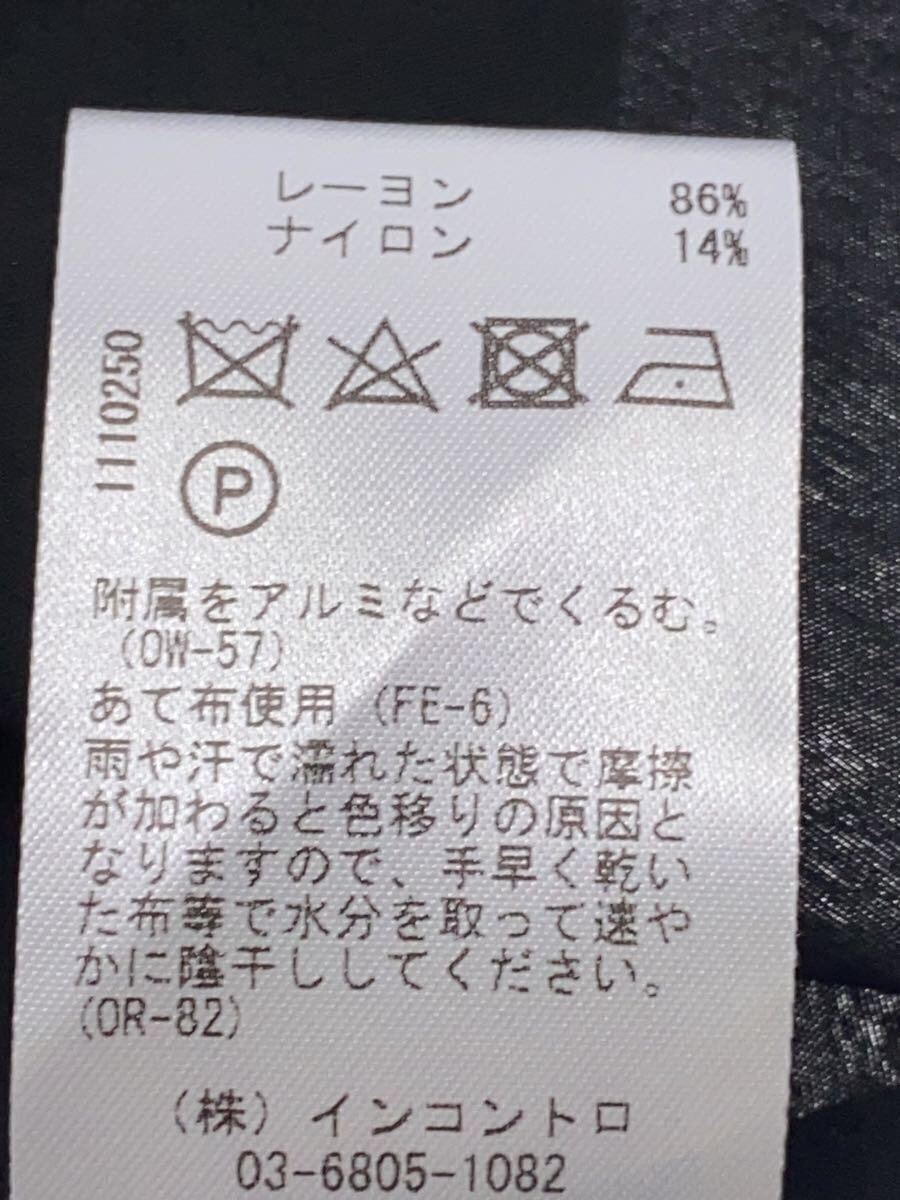 レーヨン 86%
ナイロン 14%
1110250
P
附属をアルミなどでくるむ。
(OW-57)
あて布使用 (FE-6)
雨や汗で濡れた状態で摩擦
が加わると色移りの原因と
なりますので、手早く乾い
た布等で水分を取って速や
かに陰干ししてください。
(OR-82)
(株)インコントロ
03-6805-1082